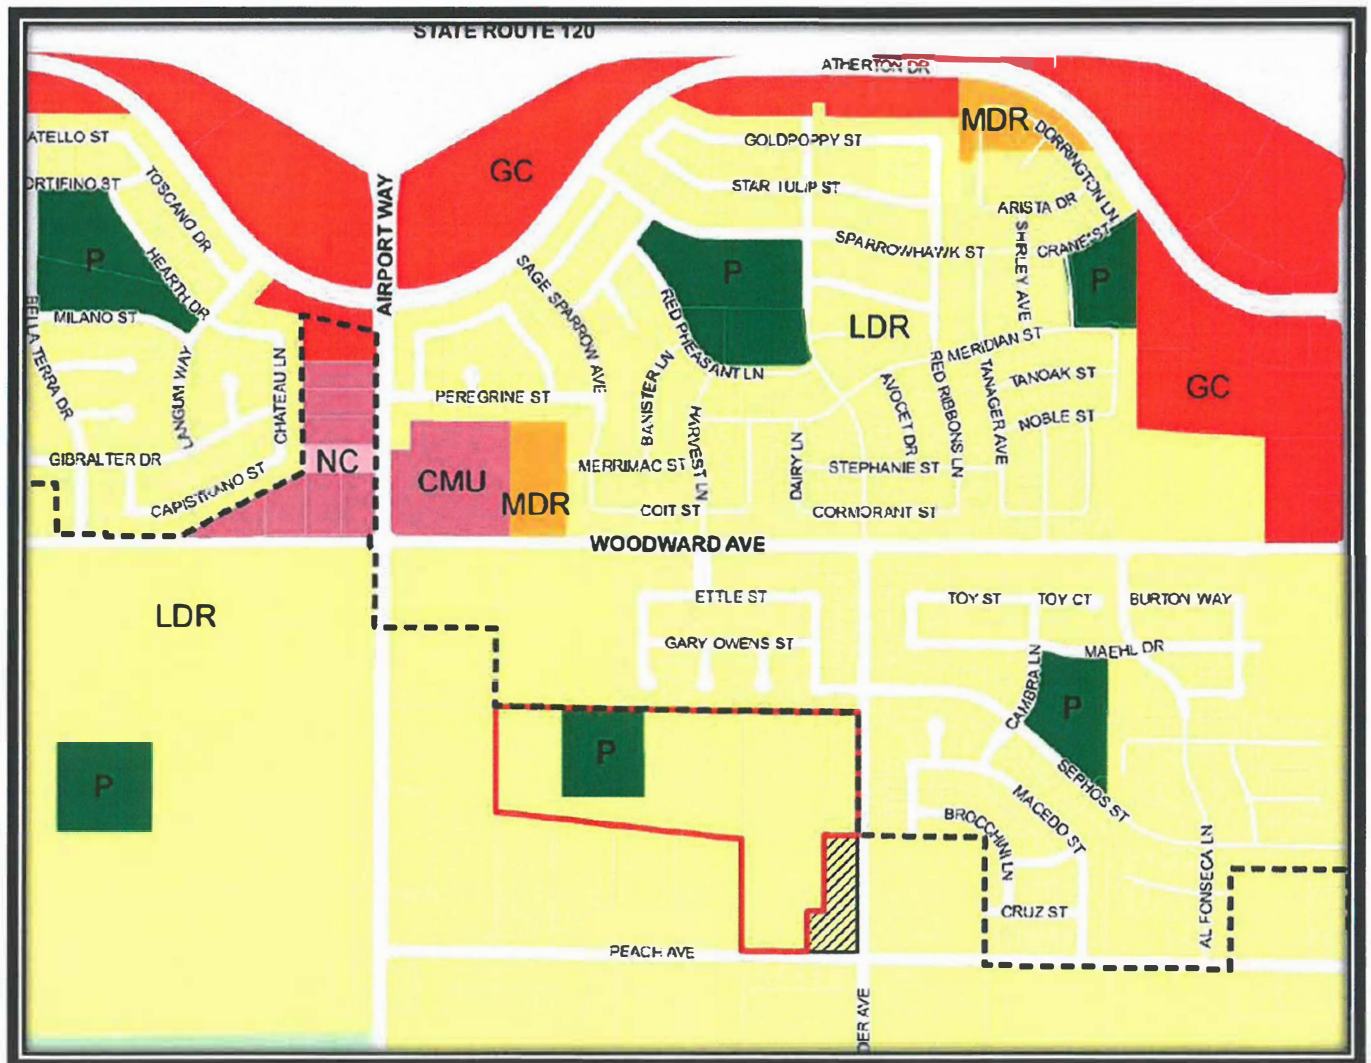 STATE ROUTE 120
ATHERTON DR
ATELLO ST
GOLDPOPPY ST
MDR
DORRINGTON LN
ORTIFINO ST
TOSCANO DR
AIRPORT WAY
GC
STAR TULIP ST
ARISTA DR
P
HEARTH DR
SAGE SPARROW AVE
P
SPARROWHAWK ST
SHIRLEY AVE
CRANE ST
P
BELLA TERRA DR
MILANO ST
RED PHEASANT LN
LDR
MERIDIAN ST
LANGUM WAY
CHATEAU LN
PEREGRINE ST
BANISTER LN
HARVEST LN
AVOCET DR
RED RIBBONS LN
TANAGER AVE
TANOAK ST
GC
NOBLE ST
GIBRALTER DR
NC
CMU
MERRIMAC ST
DAIRY LN
STEPHANIE ST
CAPISTRANO ST
MDR
COIT ST
CORMORANT ST
WOODWARD AVE
LDR
ETTLE ST
TOY ST
TOY CT
BURTON WAY
GARY OWENS ST
CAMBRA LN
MAEHL DR
P
P
P
SEPHOS ST
MACEDO ST
BROCCHINI LN
AL FONSECA LN
CRUZ ST
PEACH AVE
DER AVE